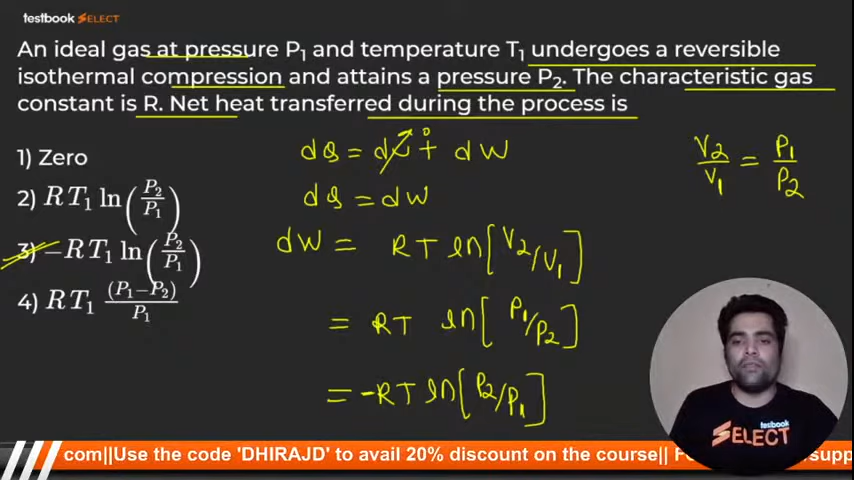 testbook SELECT
An ideal gas at pressure P₁ and temperature T₁ undergoes a reversible
isothermal compression and attains a pressure P₂. The characteristic gas
constant is R. Net heat transferred during the process is
1) Zero
2) RT₁ ln(P₂/P₁)
3) -RT₁ ln(P₂/P₁)
4) RT₁ (P₁-P₂)/P₁
dQ = du⁰ + dW
dQ = dW
dW = RT ln[V₂/V₁]
= RT ln[P₁/P₂]
= -RT ln[P₂/P₁]
V₂/V₁ = P₁/P₂
testbook
SELECT
com||Use the code 'DHIRAJD' to avail 20% discount on the course|| F
supp